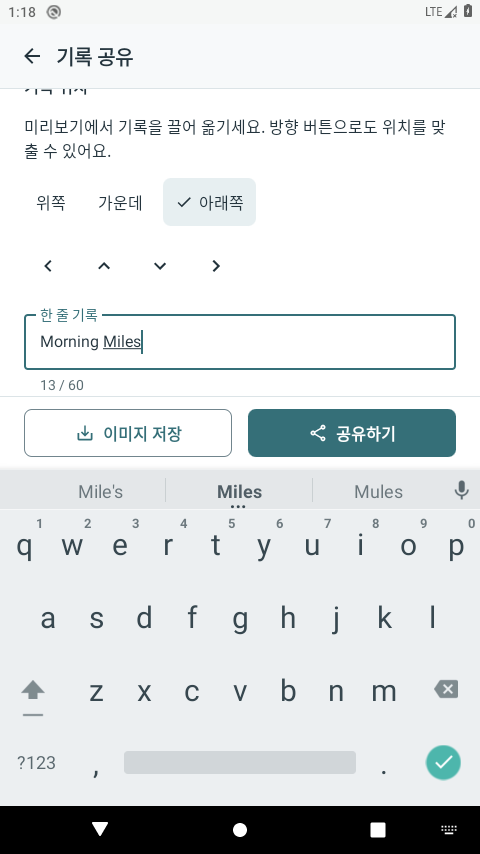 1:18
LTE
기록 공유
기록 위치
미리보기에서 기록을 끌어 옮기세요. 방향 버튼으로도 위치를 맞
출 수 있어요.
위쪽 가운데 아래쪽
한 줄 기록
Morning Miles
13 / 60
이미지 저장 공유하기
Mile's Miles Mules
1 2 3 4 5 6 7 8 9 0
q w e r t y u i o p
a s d f g h j k l
z x c v b n m
?123 , .